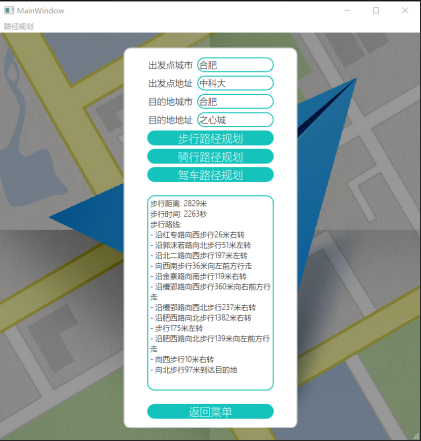 MainWindow
路径规划
出发点城市 合肥
出发点地址 中科大
目的地城市 合肥
目的地地址 之心城
步行路经规划
骑行路径规划
驾车路径规划
步行距离: 2829米
步行时间: 2263秒
步行路线:
- 沿红专路向西步行26米右转
- 沿郭沫若路向北步行51米左转
- 沿北二路向西步行197米左转
- 向西南步行36米向左前方行走
- 沿金寨路向南步行119米右转
- 沿槽郢路向西步行360米向右前方行
走
- 沿槽郢路向西北步行237米右转
- 沿肥西路向北步行1382米右转
- 步行175米左转
- 沿肥西路向北步行139米向左前方行
走
- 向西步行10米右转
- 向北步行97米到达目的地
返回菜单